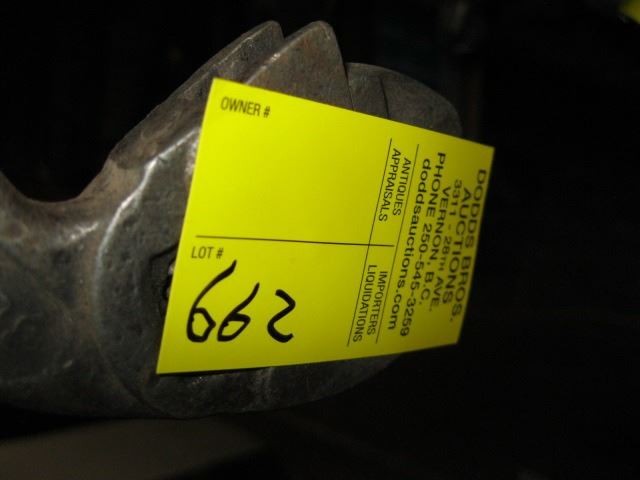 DODDS BROS.
AUCTIONS
3311 - 28TH AVE.
VERNON, B.C.
PHONE 250-545-3259
doddsauctions.com
ANTIQUES
APPRAISALS
IMPORTERS
LIQUIDATIONS
OWNER #
LOT #
662